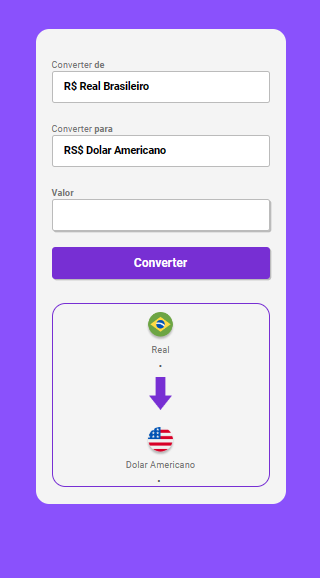 Converter de
R$ Real Brasileiro
Converter para
RS$ Dolar Americano
Valor
Converter
Real
.
Dolar Americano
.